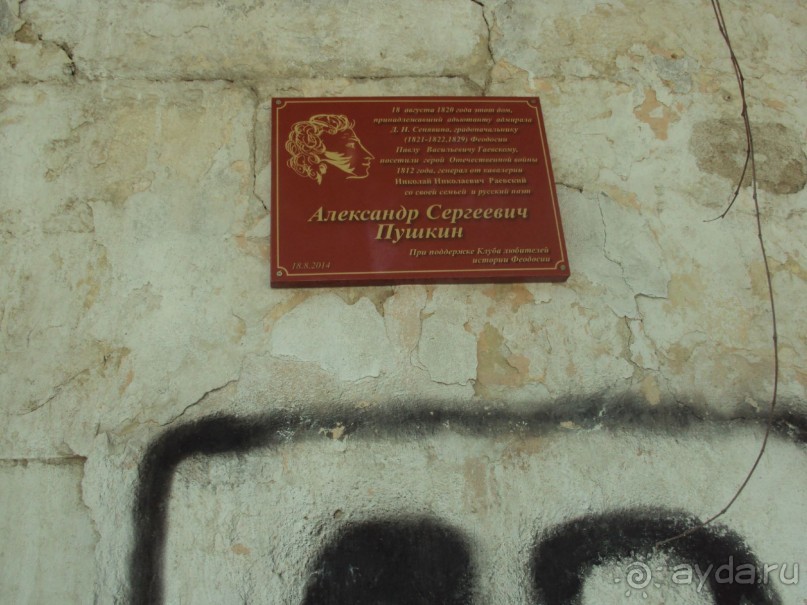 18 августа 1820 года этот дом,
принадлежавший адъютанту адмирала
Д. Н. Сенявина, градоначальнику
(1821-1822,1829) Феодосии
Павлу Васильевичу Гаевскому,
посетили герой Отечественной войны
1812 года, генерал от кавалерии
Николай Николаевич Раевский
со своей семьей и русский поэт
Александр Сергеевич
Пушкин
При поддержке Клуба любителей
истории Феодосии
18.8.2014
ayda.ru